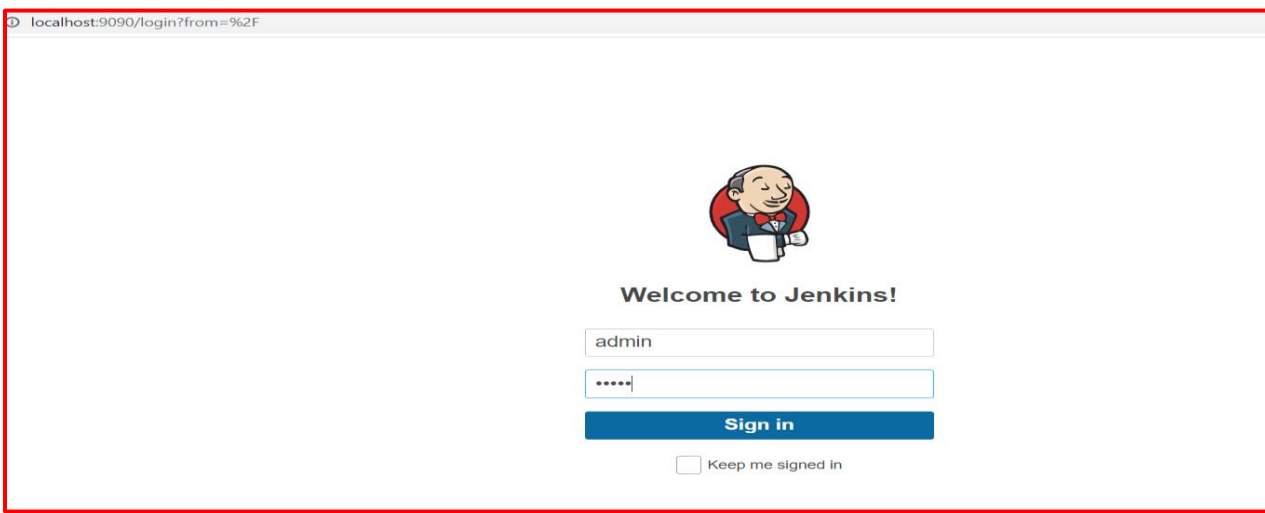 localhost:9090/login?from=%2F
Welcome to Jenkins!
admin
•••••
Sign in
Keep me signed in